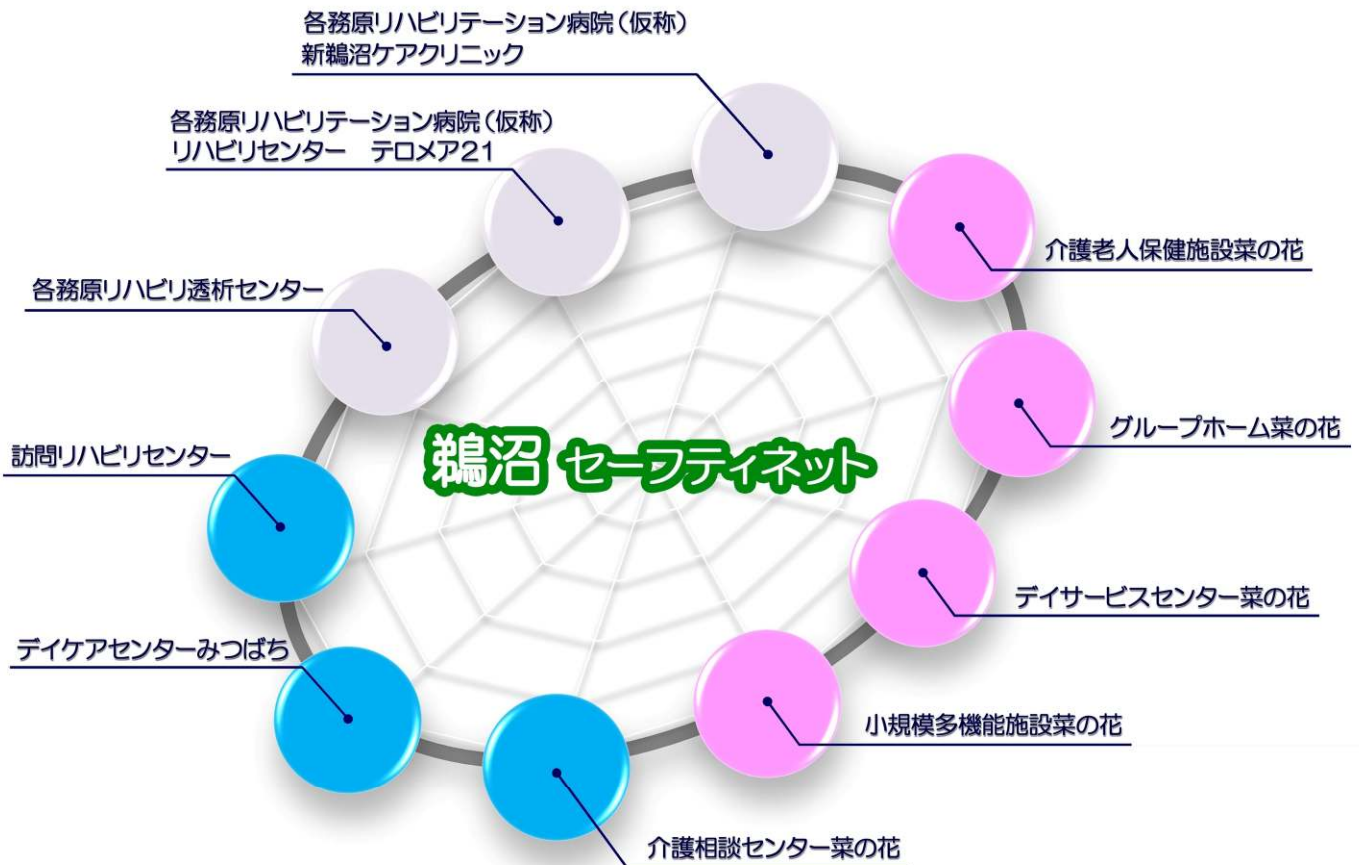 各務原リハビリテーション病院（仮称）
新鵜沼ケアクリニック
各務原リハビリテーション病院（仮称）
リハビリセンター　テロメア21
介護老人保健施設菜の花
各務原リハビリ透析センター
グループホーム菜の花
訪問リハビリセンター
鵜沼 セーフティネット
デイサービスセンター菜の花
デイケアセンターみつばち
小規模多機能施設菜の花
介護相談センター菜の花